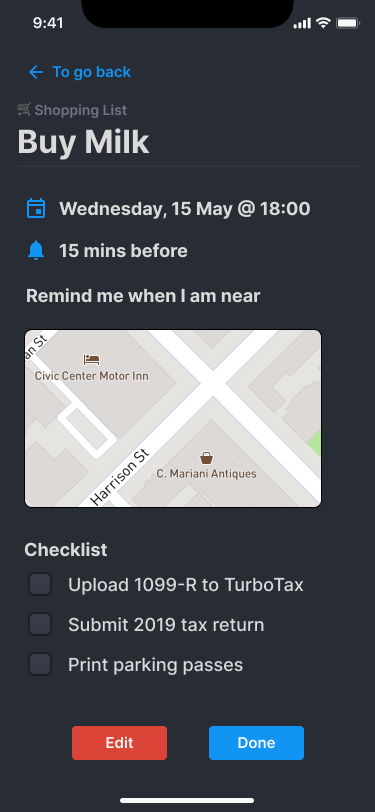 9:41
To go back
Shopping List
Buy Milk
Wednesday, 15 May @ 18:00
15 mins before
Remind me when I am near
an St
Civic Center Motor Inn
Harrison St
C. Mariani Antiques
Checklist
Upload 1099-R to TurboTax
Submit 2019 tax return
Print parking passes
Edit
Done